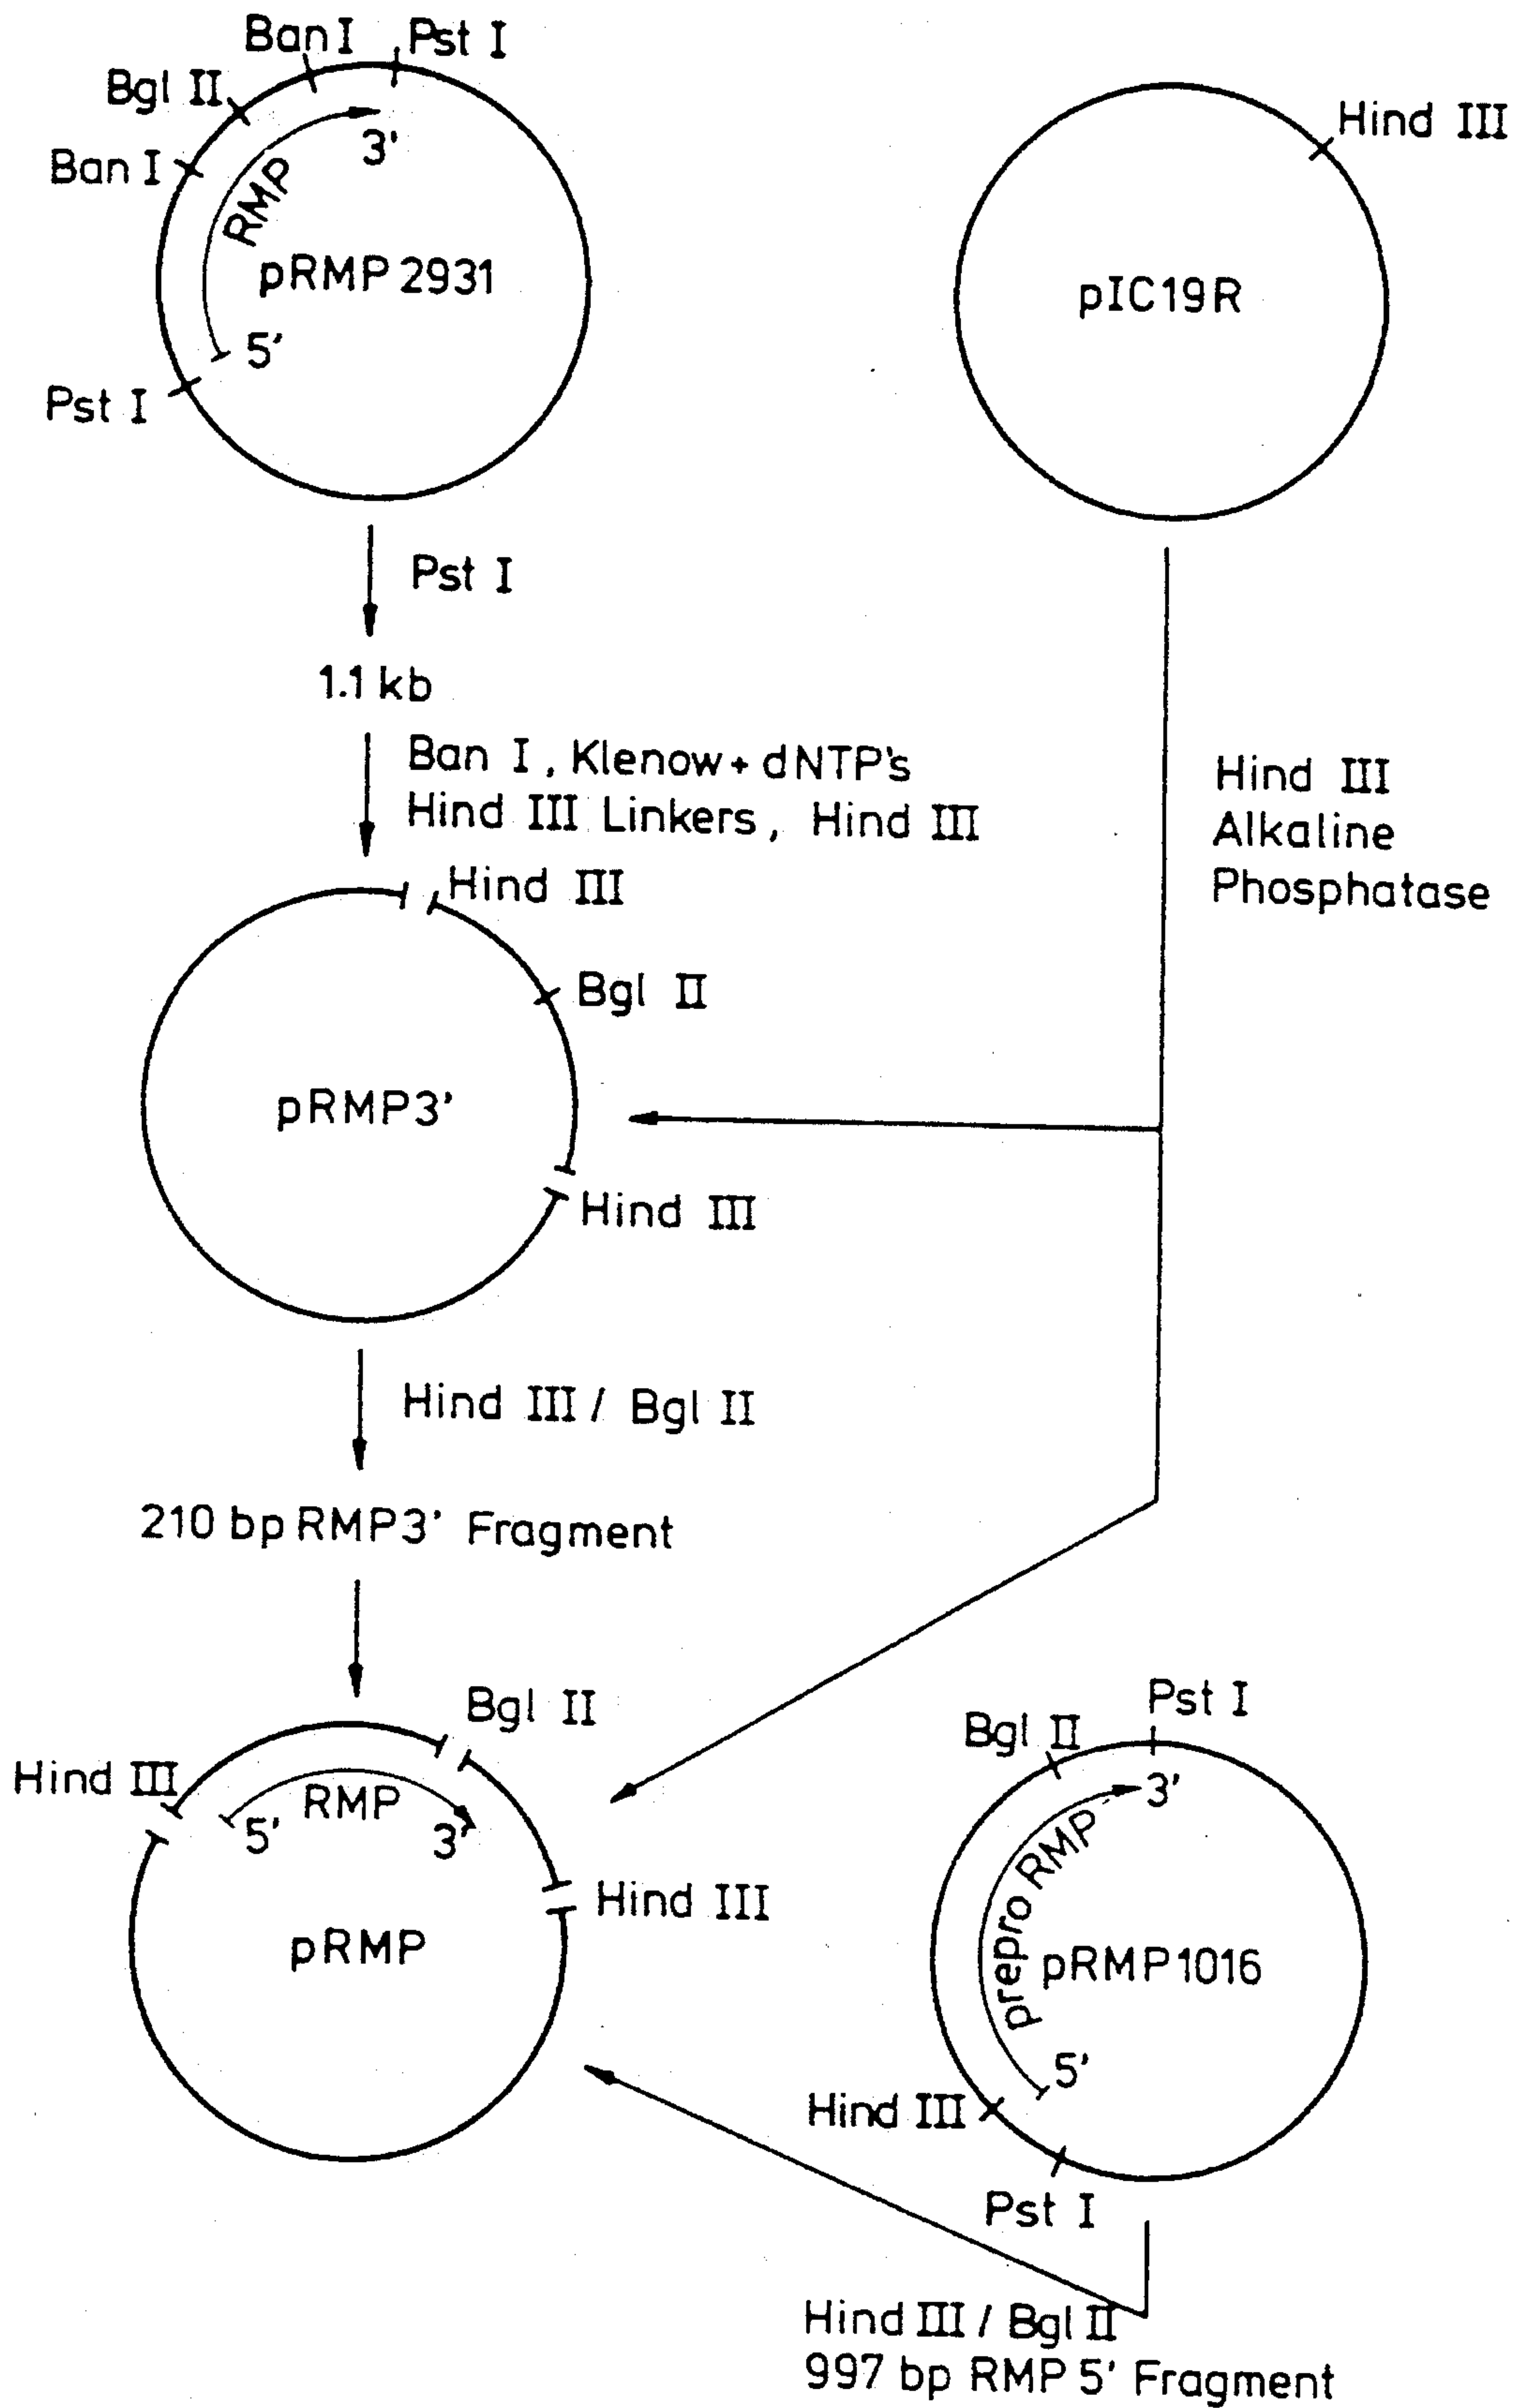 Ban I
Pst I
Bgl II
Ban I
RMP
3'
pRMP 2931
5'
Pst I
Hind III
pIC19R
Pst I
1.1 kb
Ban I, Klenow + dNTP's
Hind III Linkers, Hind III
Hind III
Alkaline
Phosphatase
Hind III
Bgl II
pRMP3'
Hind III
Hind III / Bgl II
210 bp RMP3' Fragment
Bgl II
Hind III
RMP
5'
3'
Hind III
pRMP
Pst I
Bgl II
3'
prepro RMP
pRMP1016
5'
Hind III
Pst I
Hind III / Bgl II
997 bp RMP 5' Fragment